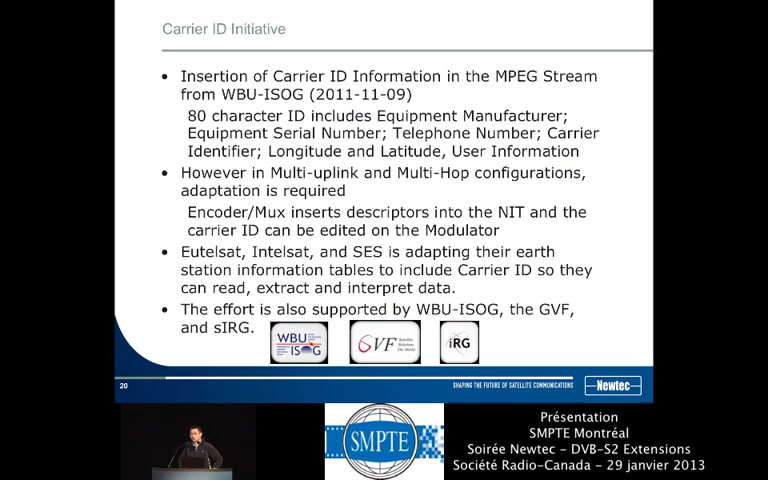 Carrier ID Initiative
• Insertion of Carrier ID Information in the MPEG Stream
from WBU-ISOG (2011-11-09)
80 character ID includes Equipment Manufacturer;
Equipment Serial Number; Telephone Number; Carrier
Identifier; Longitude and Latitude, User Information
• However in Multi-uplink and Multi-Hop configurations,
adaptation is required
Encoder/Mux inserts descriptors into the NIT and the
carrier ID can be edited on the Modulator
• Eutelsat, Intelsat, and SES is adapting their earth
station information tables to include Carrier ID so they
can read, extract and interpret data.
• The effort is also supported by WBU-ISOG, the GVF,
and sIRG.
WBU
ISOG
GVF
iRG
20
SHAPING THE FUTURE OF SATELLITE COMMUNICATIONS
Newtec
SMPTE
Présentation
SMPTE Montréal
Soirée Newtec - DVB-S2 Extensions
Société Radio-Canada - 29 janvier 2013